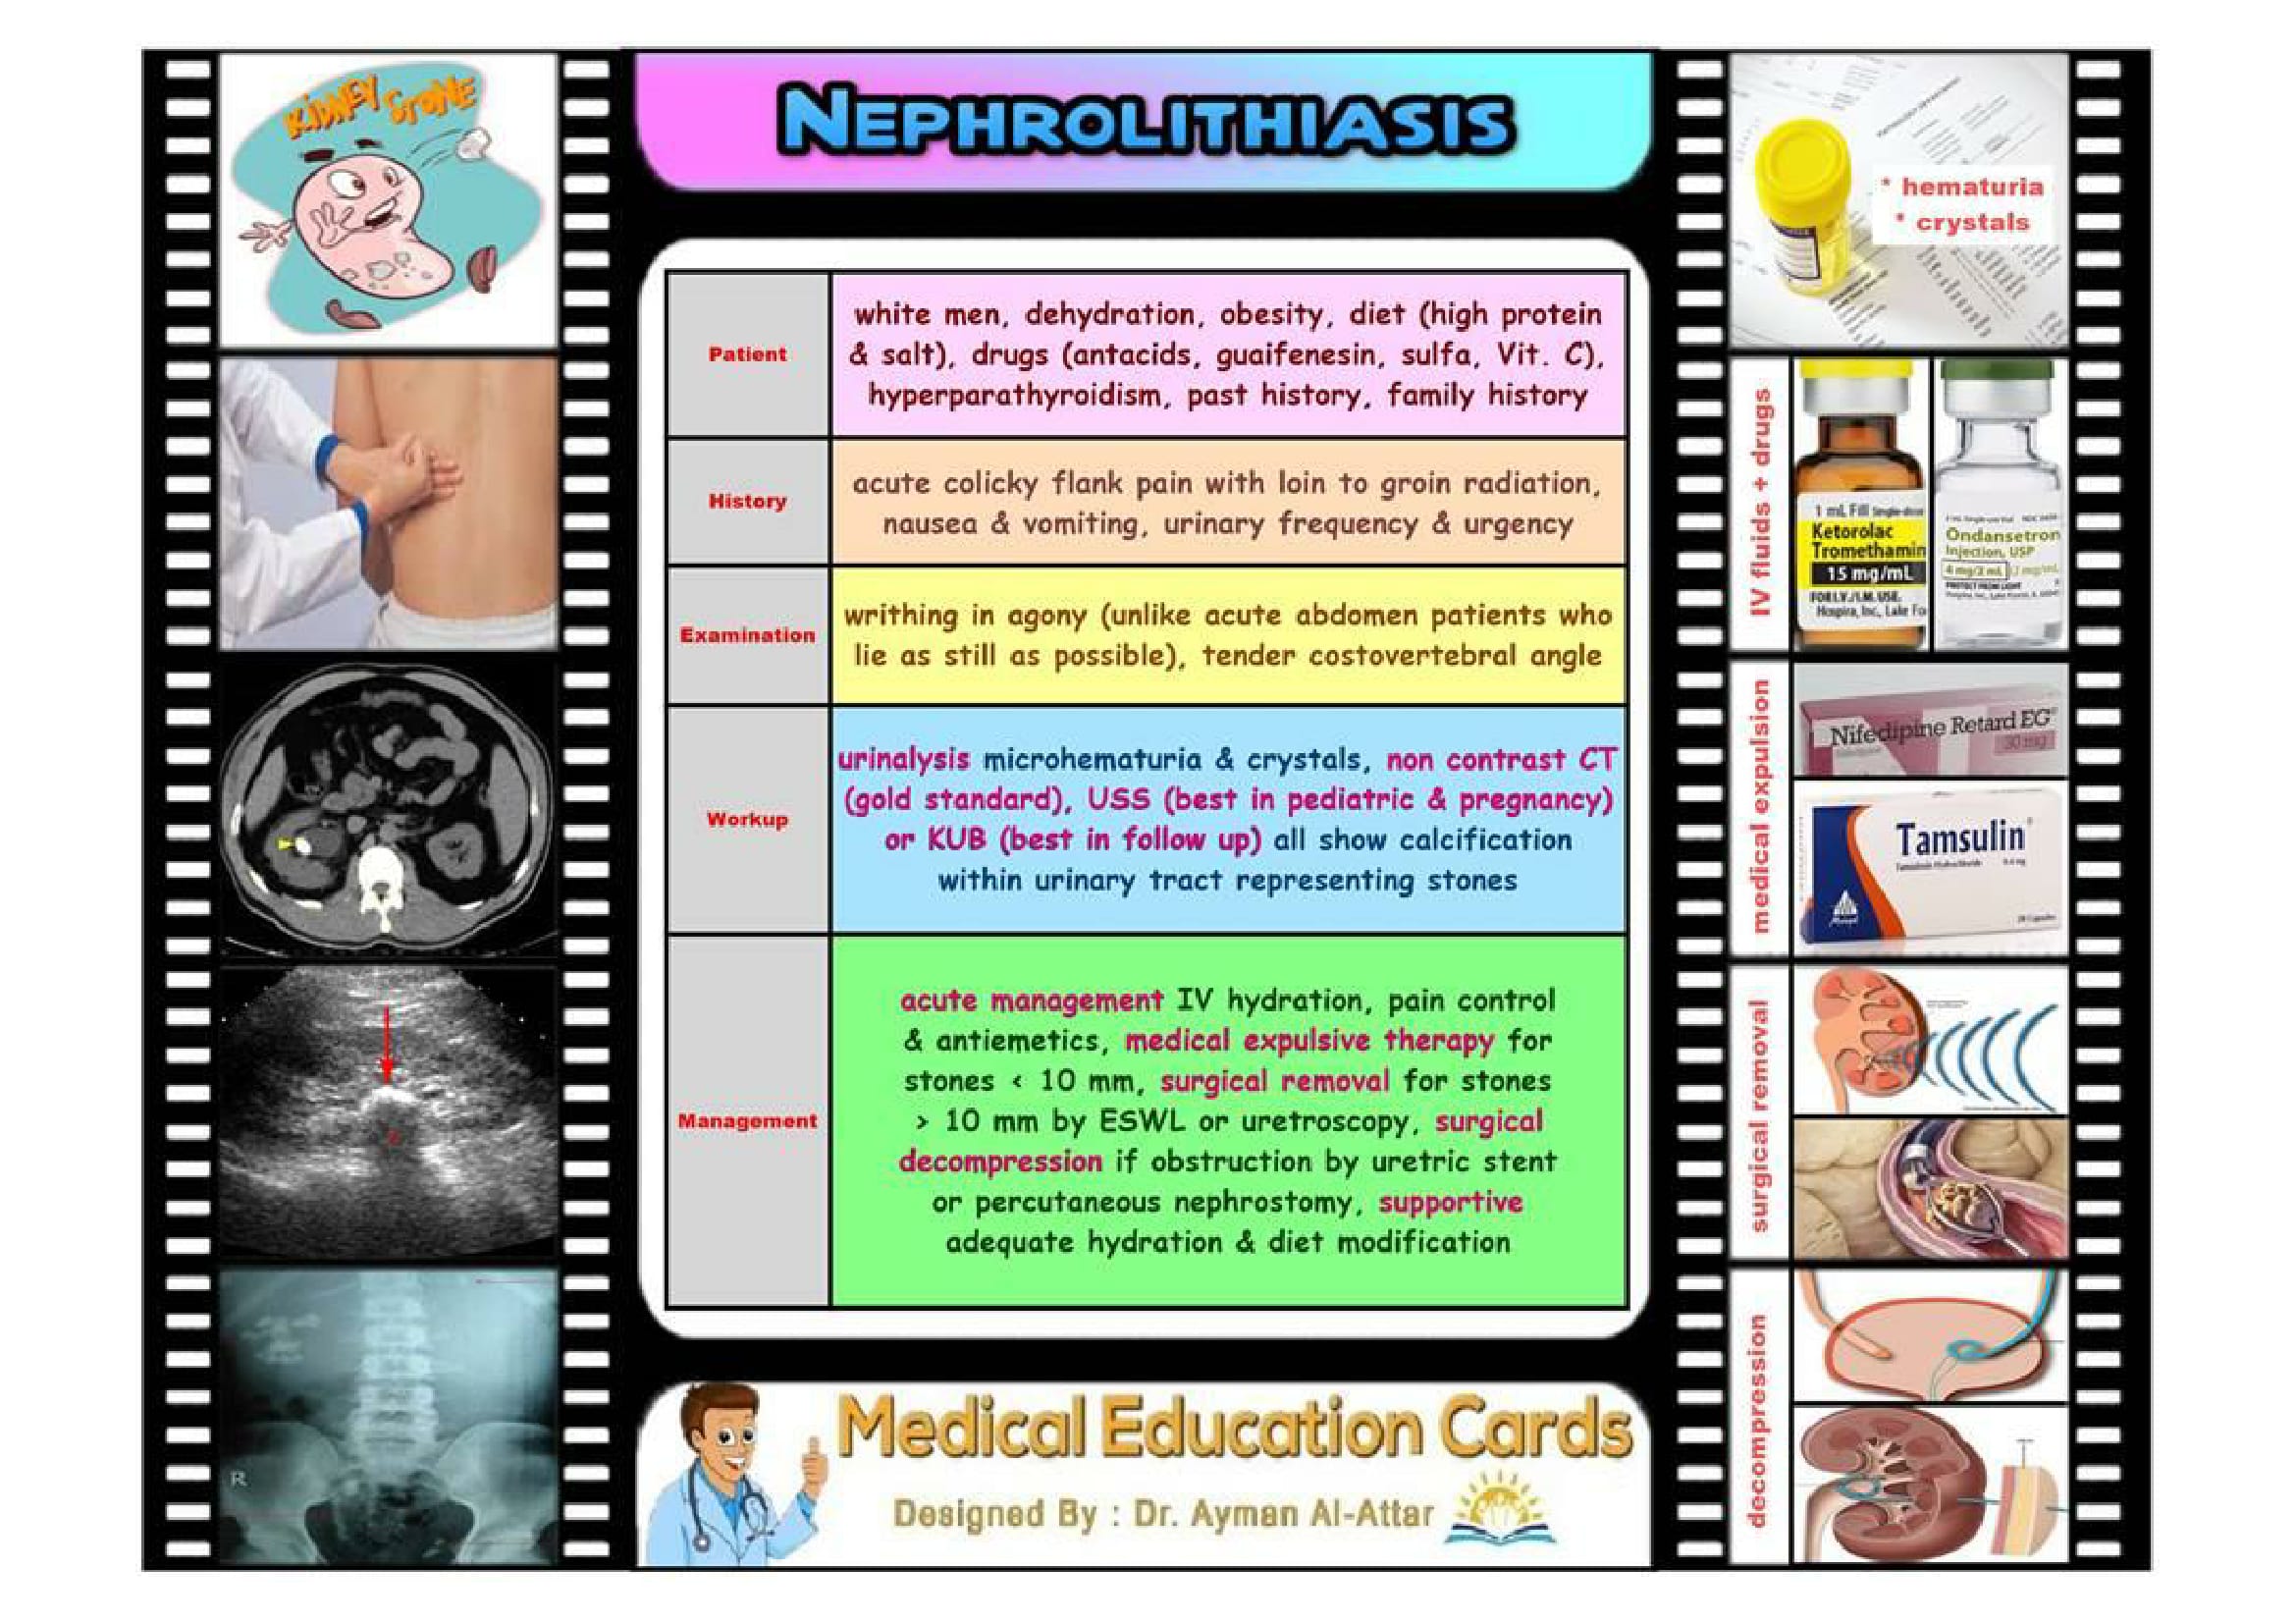 KIDNEY STONE
NEPHROLITHIASIS
* hematuria
* crystals
Patient
white men, dehydration, obesity, diet (high protein
& salt), drugs (antacids, guaifenesin, sulfa, Vit. C),
hyperparathyroidism, past history, family history
History
acute colicky flank pain with loin to groin radiation,
nausea & vomiting, urinary frequency & urgency
Examination
writhing in agony (unlike acute abdomen patients who
lie as still as possible), tender costovertebral angle
Workup
urinalysis microhematuria & crystals, non contrast CT
(gold standard), USS (best in pediatric & pregnancy)
or KUB (best in follow up) all show calcification
within urinary tract representing stones
Management
acute management IV hydration, pain control
& antiemetics, medical expulsive therapy for
stones < 10 mm, surgical removal for stones
> 10 mm by ESWL or uretroscopy, surgical
decompression if obstruction by uretric stent
or percutaneous nephrostomy, supportive
adequate hydration & diet modification
IV fluids + drugs
1 mL Fill Single-dose
Ketorolac
Tromethamin
15 mg/mL
FOR I.V./I.M. USE.
Hospira, Inc., Lake Fo
Ondansetron
Injection, USP
4 mg/2 mL
PROTECT FROM LIGHT
medical expulsion
Nifedipine Retard EG
30 mg
Tamsulin
surgical removal
decompression
R
Medical Education Cards
Designed By : Dr. Ayman Al-Attar